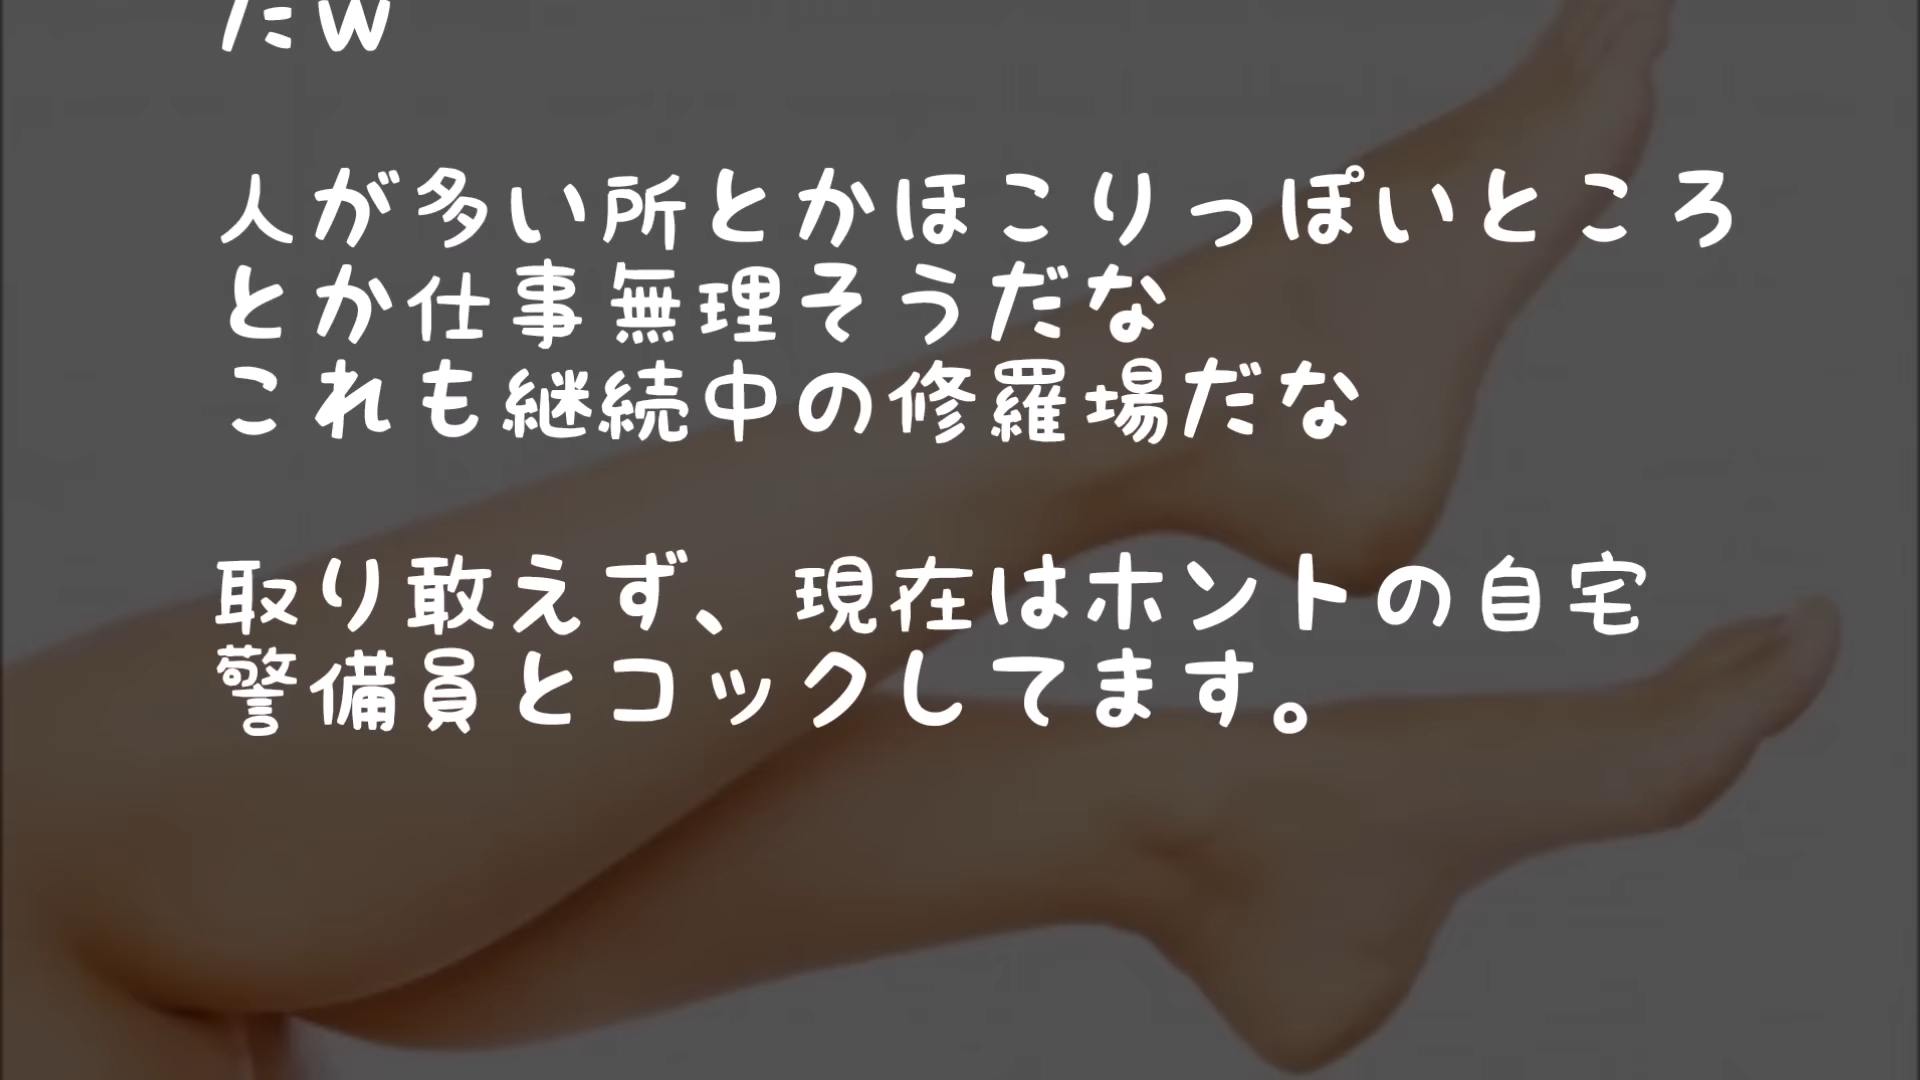 たw
人が多い所とかほこりっぽいところ
とか仕事無理そうだな
これも継続中の修羅場だな
取り敢えず、現在はホントの自宅
警備員とコックしてます。